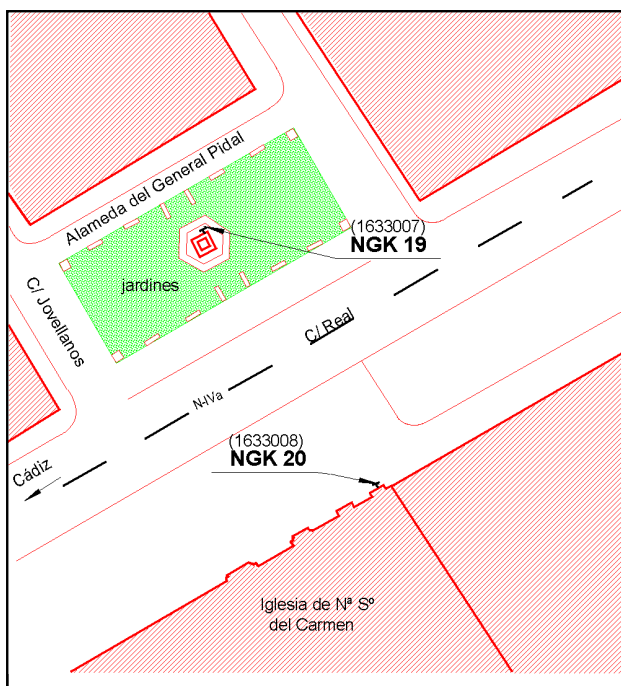 Alameda del General Pidal
(1633007)
NGK 19
jardines
C/ Jovellanos
C/ Real
N-IVa
(1633008)
NGK 20
Cádiz
Iglesia de Nª Sº
del Carmen